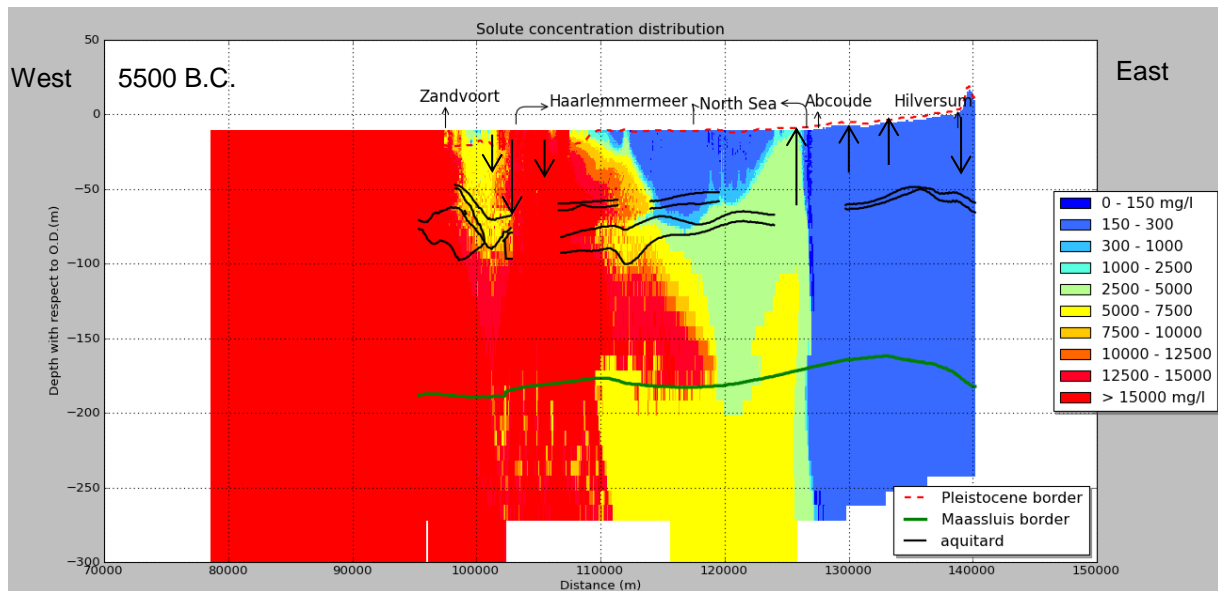 Solute concentration distribution
West
5500 B.C.
East
Zandvoort
Haarlemmermeer
North Sea
Abcoude
Hilversum
50
0
−50
−100
−150
−200
−250
−300
Depth with respect to O.D.(m)
70000
80000
90000
100000
110000
120000
130000
140000
150000
Distance (m)
0 - 150 mg/l
150 - 300
300 - 1000
1000 - 2500
2500 - 5000
5000 - 7500
7500 - 10000
10000 - 12500
12500 - 15000
> 15000 mg/l
Pleistocene border
Maassluis border
aquitard